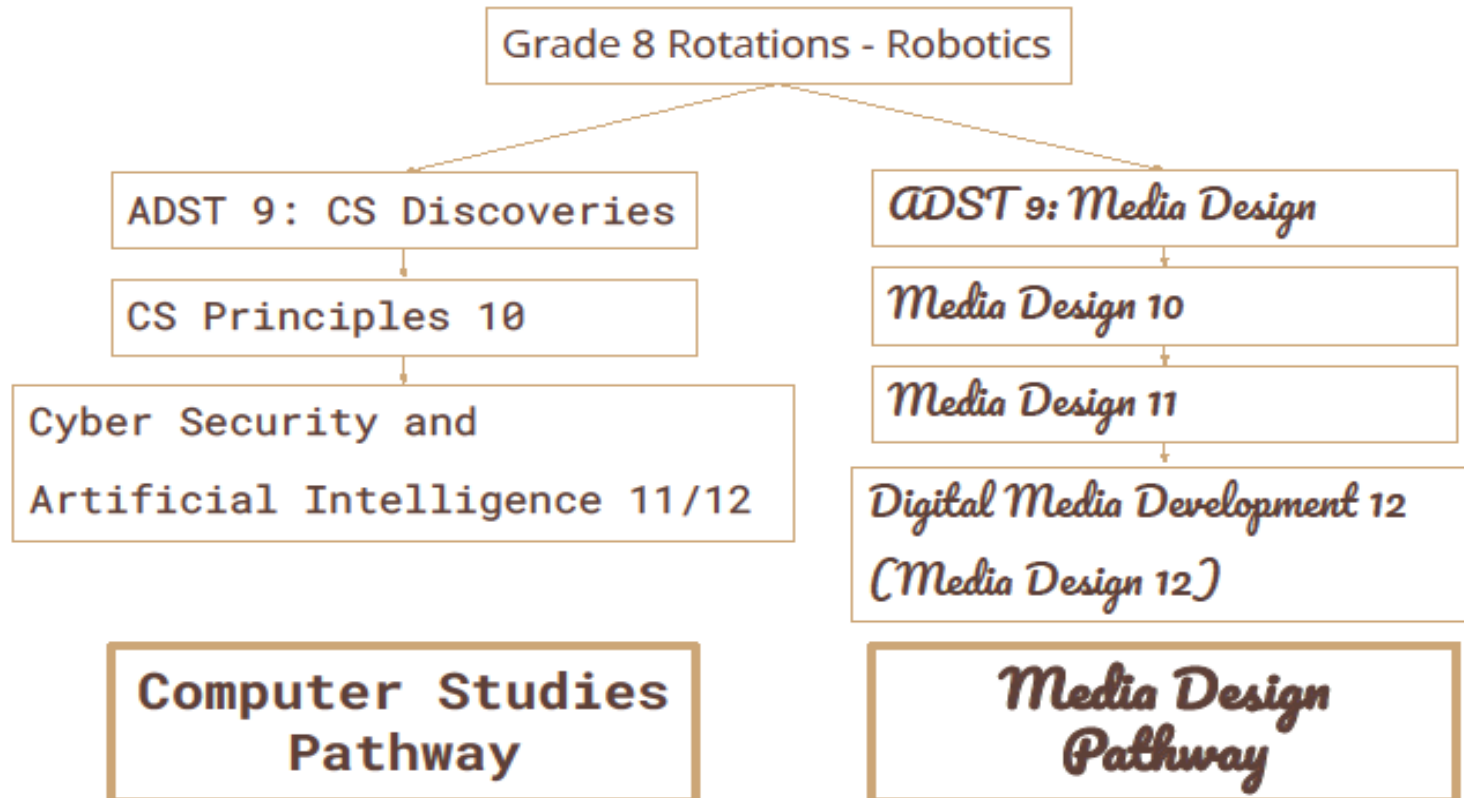 Grade 8 Rotations - Robotics
ADST 9: CS Discoveries
CS Principles 10
Cyber Security and
Artificial Intelligence 11/12
Computer Studies
Pathway
ADST 9: Media Design
Media Design 10
Media Design 11
Digital Media Development 12
(Media Design 12)
Media Design
Pathway